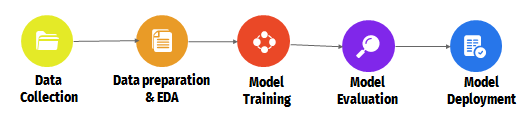 Data
Collection
Data preparation
& EDA
Model
Training
Model
Evaluation
Model
Deployment